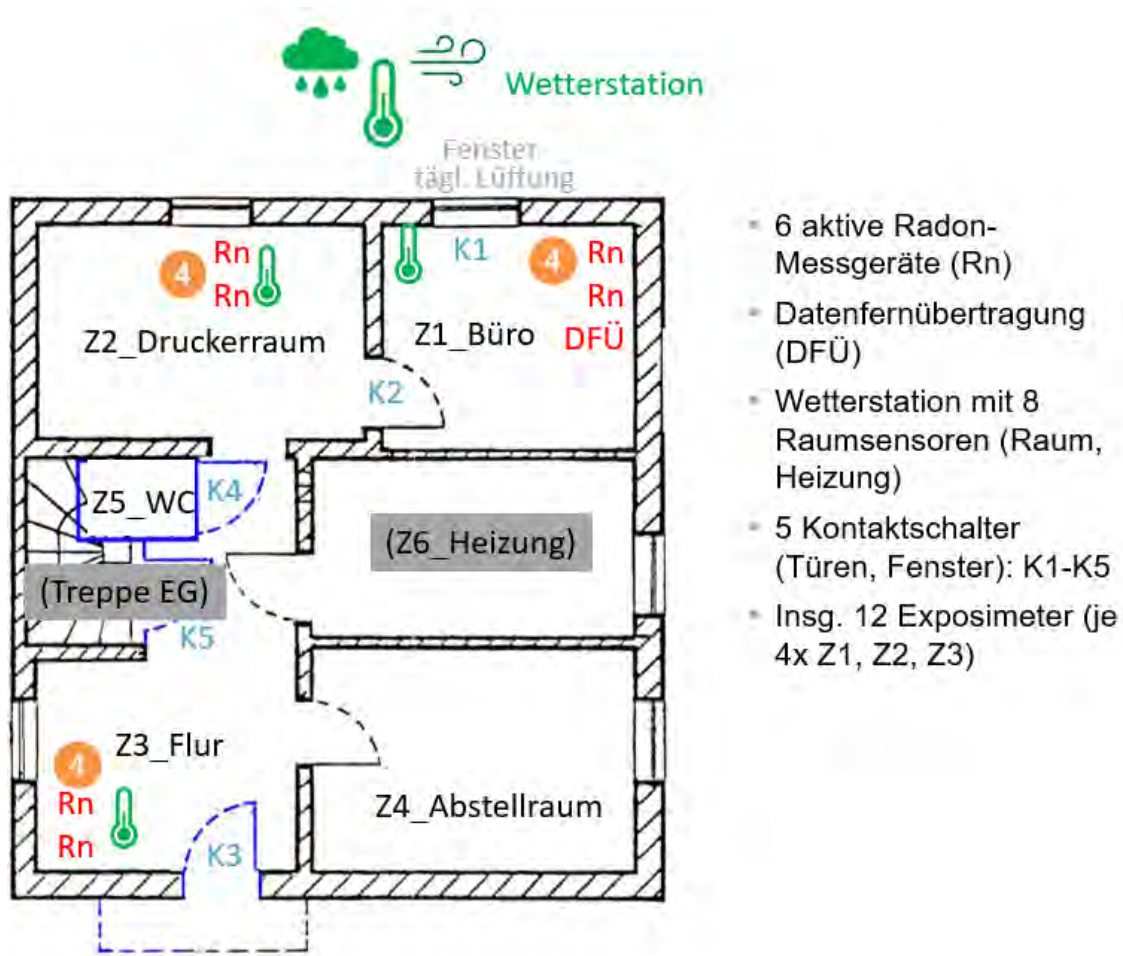 Wetterstation
Fenster
tägl. Lüftung
4
Rn
Rn
Z2_Druckerraum
K1
4
Rn
Rn
Z1_Büro
DFÜ
K2
Z5_WC
K4
(Z6_Heizung)
(Treppe EG)
K5
Z3_Flur
4
Rn
Rn
K3
Z4_Abstellraum
6 aktive Radon-
Messgeräte (Rn)
Datenfernübertragung
(DFÜ)
Wetterstation mit 8
Raumsensoren (Raum,
Heizung)
5 Kontaktschalter
(Türen, Fenster): K1-K5
Insg. 12 Exposimeter (je
4x Z1, Z2, Z3)